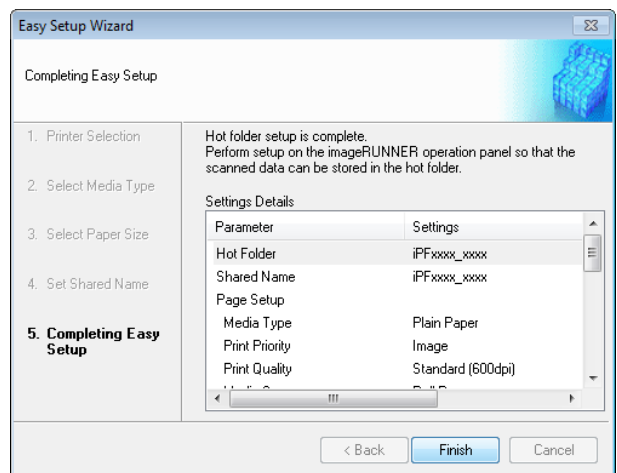 Easy Setup Wizard
Completing Easy Setup
1. Printer Selection
2. Select Media Type
3. Select Paper Size
4. Set Shared Name
5. Completing Easy
Setup
Hot folder setup is complete.
Perform setup on the imageRUNNER operation panel so that the
scanned data can be stored in the hot folder.
Settings Details
Parameter Settings
Hot Folder iPFxxxx_xxxx
Shared Name iPFxxxx_xxxx
Page Setup
Media Type Plain Paper
Print Priority Image
Print Quality Standard (600dpi)
< Back Finish Cancel